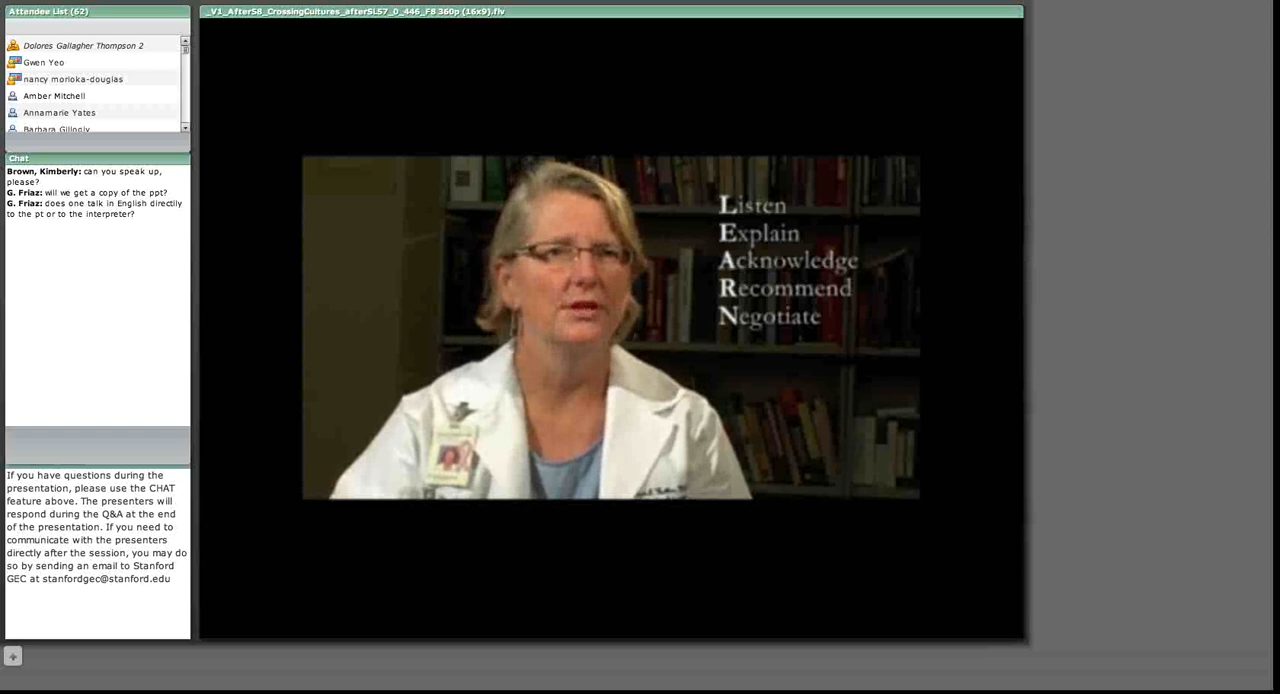 Attendee List (62)
Dolores Gallagher Thompson 2
Gwen Yeo
nancy morioka-douglas
Amber Mitchell
Annamarie Yates
Barbara Gillogly
Chat
Brown, Kimberly: can you speak up,
please?
G. Friaz: will we get a copy of the ppt?
G. Friaz: does one talk in English directlly
to the pt or to the interpreter?
If you have questions during the
presentation, please use the CHAT
feature above. The presenters will
respond during the Q&A at the end
of the presentation. If you need to
communicate with the presenters
directly after the session, you may do
so by sending an email to Stanford
GEC at stanfordgec@stanford.edu
_V1_AfterS8_CrossingCultures_afterSL57_0_446_F8 360p (16x9).flv
Listen
Explain
Acknowledge
Recommend
Negotiate